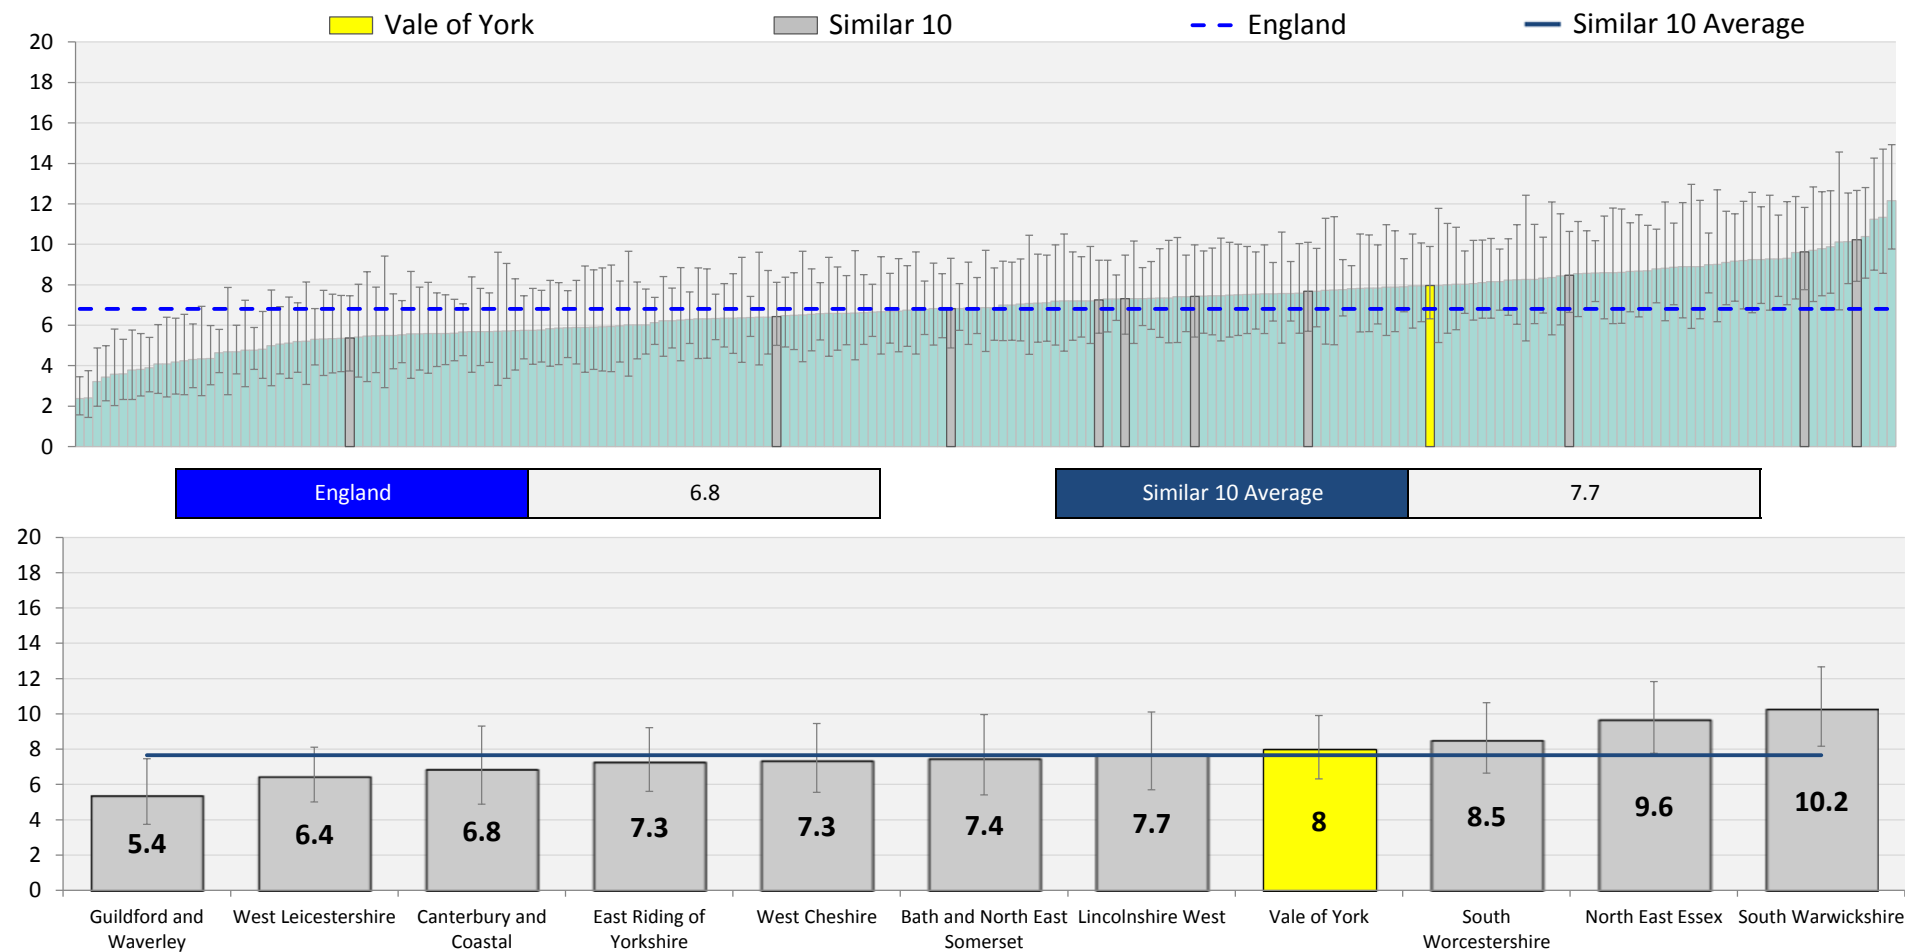 Vale of York
Similar 10
England
Similar 10 Average
20
18
16
14
12
10
8
6
4
2
0
England
6.8
Similar 10 Average
7.7
20
18
16
14
12
10
8
6
4
2
0
5.4
6.4
6.8
7.3
7.3
7.4
7.7
8
8.5
9.6
10.2
Guildford and
Waverley
West Leicestershire
Canterbury and
Coastal
East Riding of
Yorkshire
West Cheshire
Bath and North East
Somerset
Lincolnshire West
Vale of York
South
Worcestershire
North East Essex
South Warwickshire